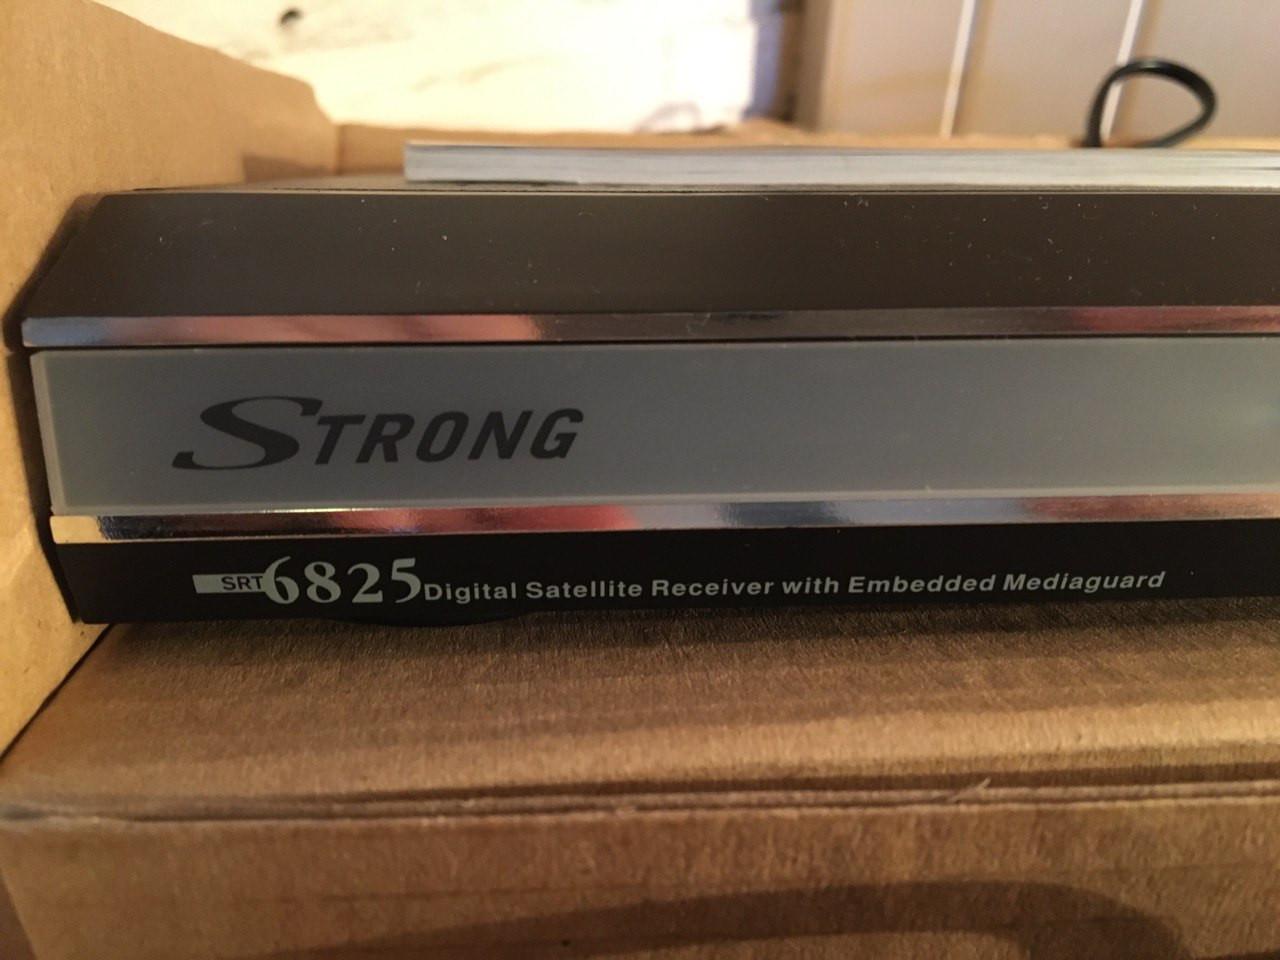 STRONG
SRT 6825 Digital Satellite Receiver with Embedded Mediaguard